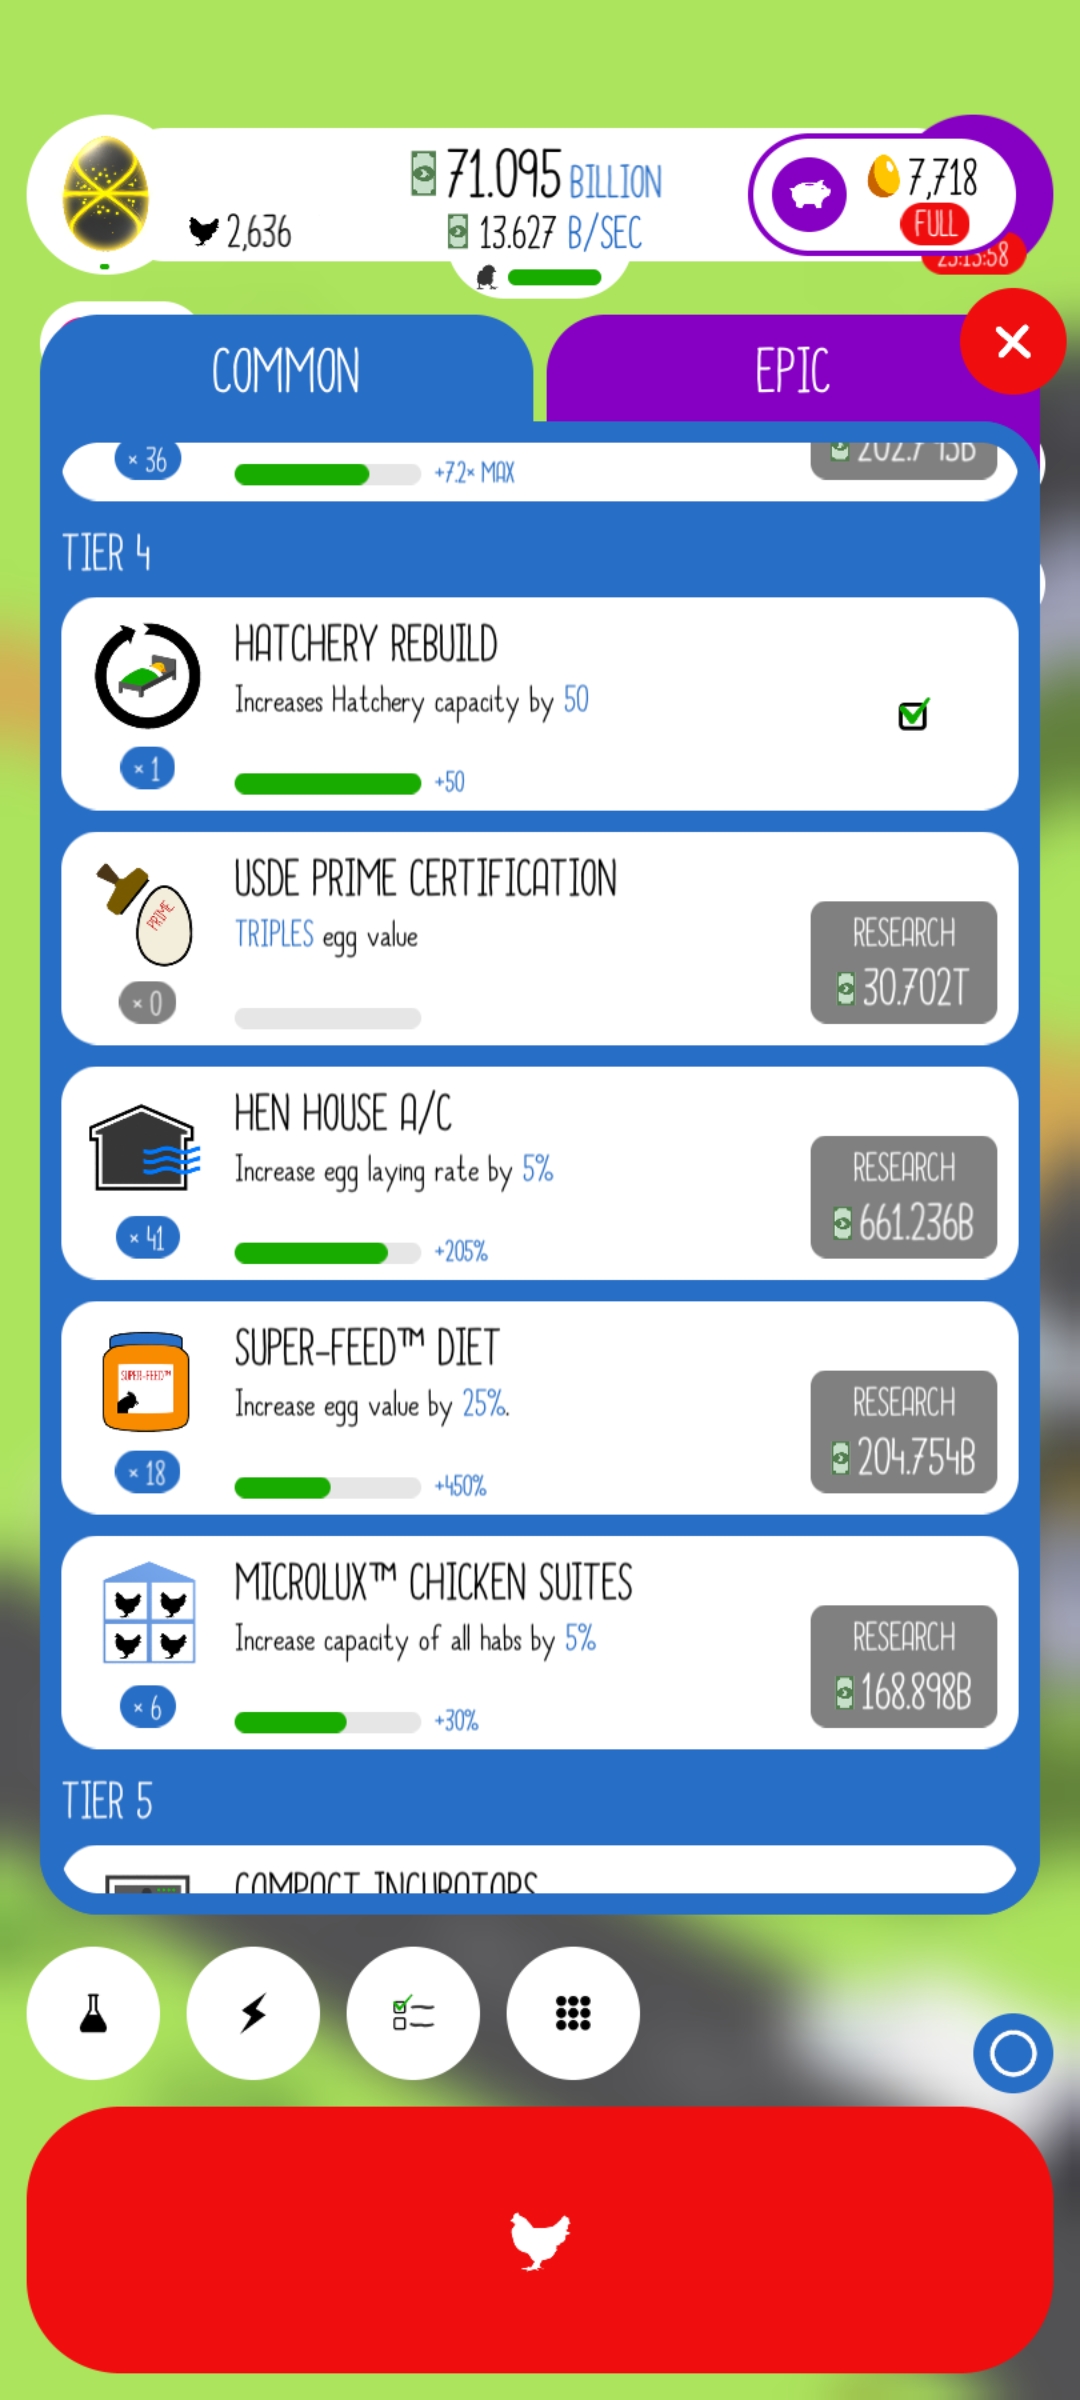 71.095 BILLION
2,636
13.627 B/SEC
7,718
FULL
23:13:58
COMMON
EPIC
× 36
+7.2× MAX
TIER 4
HATCHERY REBUILD
Increases Hatchery capacity by 50
× 1
+50
USDE PRIME CERTIFICATION
PRIME
TRIPLES egg value
RESEARCH
30.702T
× 0
HEN HOUSE A/C
Increase egg laying rate by 5%
RESEARCH
661.236B
× 41
+205%
SUPER-FEED™ DIET
SUPER-FEED™
Increase egg value by 25%.
RESEARCH
204.754B
× 18
+450%
MICROLUX™ CHICKEN SUITES
Increase capacity of all habs by 5%
RESEARCH
168.898B
× 6
+30%
TIER 5
COMPACT INCUBATORS